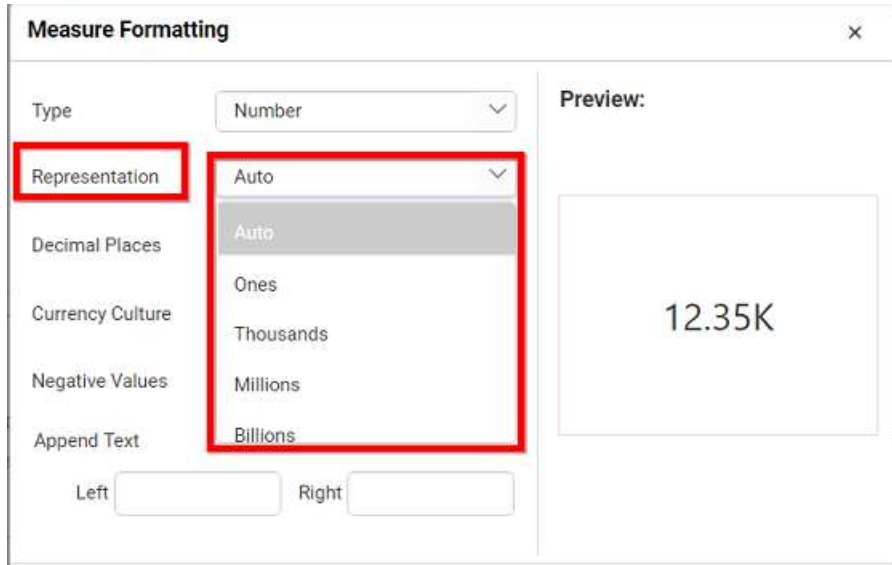 Measure Formatting ×
Type Number
Preview:
Representation Auto
Auto
Decimal Places
Ones
Currency Culture
Thousands
12.35K
Negative Values
Millions
Append Text
Billions
Left Right